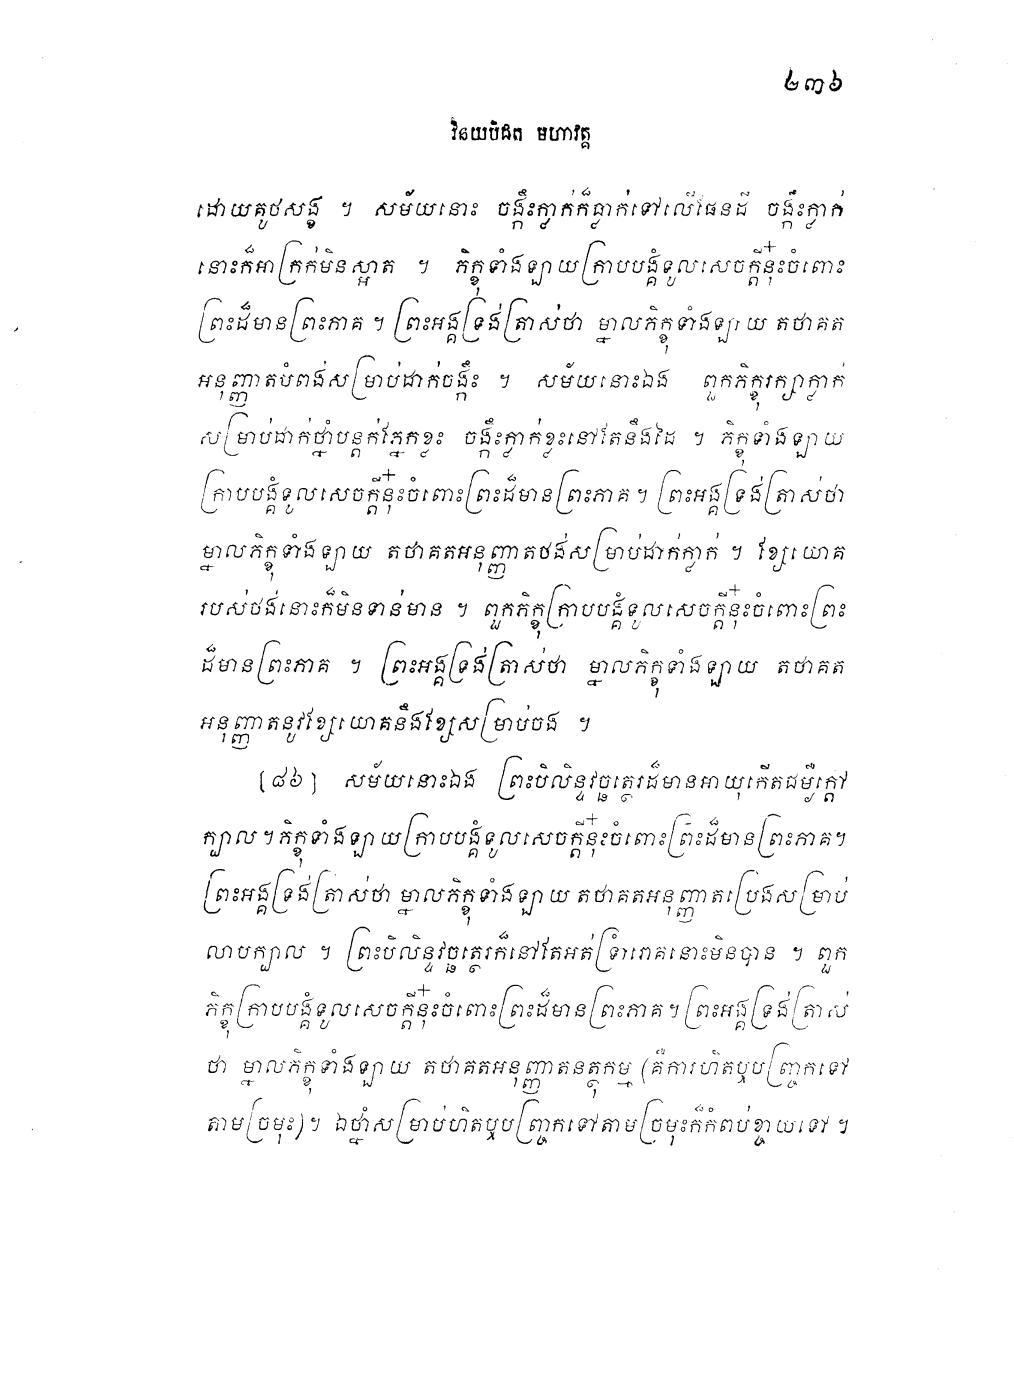 ២៣៦
វិនយបិដក មហាវគ្គ
ដោយគូថសង្ខ ។ សម័យនោះ ចង្កឹះក្លាក់ក៏ធ្លាក់ទៅលើផែនដី ចង្កឹះក្លាក់
នោះក៏អាក្រក់មិនស្អាត ។ ភិក្ខុទាំងឡាយក្រាបបង្គំទូលសេចក្តីនុ៎ះចំពោះ
ព្រះដ៏មានព្រះភាគ ។ ព្រះអង្គទ្រង់ត្រាស់ថា ម្នាលភិក្ខុទាំងឡាយ តថាគត
អនុញ្ញាតបំពង់សម្រាប់ដាក់ចង្កឹះ ។ សម័យនោះឯង ពួកភិក្ខុរក្សាក្លាក់
សម្រាប់ដាក់ថ្នាំបន្តក់ភ្នែកខ្លះ ចង្កឹះក្លាក់ខ្លះនៅតែនឹងដៃ ។ ភិក្ខុទាំងឡាយ
ក្រាបបង្គំទូលសេចក្តីនុ៎ះចំពោះព្រះដ៏មានព្រះភាគ ។ ព្រះអង្គទ្រង់ត្រាស់ថា
ម្នាលភិក្ខុទាំងឡាយ តថាគតអនុញ្ញាតថង់សម្រាប់ដាក់ក្លាក់ ។ ខ្សែយោគ
របស់ថង់នោះក៏មិនទាន់មាន ។ ពួកភិក្ខុក្រាបបង្គំទូលសេចក្តីនុ៎ះចំពោះព្រះ
ដ៏មានព្រះភាគ ។ ព្រះអង្គទ្រង់ត្រាស់ថា ម្នាលភិក្ខុទាំងឡាយ តថាគត
អនុញ្ញាតនូវខ្សែយោគនឹងខ្សែសម្រាប់ចង ។
[៨៦] សម័យនោះឯង ព្រះបិលិន្ទវច្ឆត្ថេរដ៏មានអាយុកើតជម្ងឺក្តៅ
ក្បាល ។ ភិក្ខុទាំងឡាយក្រាបបង្គំទូលសេចក្តីនុ៎ះចំពោះព្រះដ៏មានព្រះភាគ ។
ព្រះអង្គទ្រង់ត្រាស់ថា ម្នាលភិក្ខុទាំងឡាយ តថាគតអនុញ្ញាតប្រេងសម្រាប់
លាបក្បាល ។ ព្រះបិលិន្ទវច្ឆត្ថេរក៏នៅតែអត់ទ្រាំរោគនោះមិនបាន ។ ពួក
ភិក្ខុក្រាបបង្គំទូលសេចក្តីនុ៎ះចំពោះព្រះដ៏មានព្រះភាគ ។ ព្រះអង្គទ្រង់ត្រាស់
ថា ម្នាលភិក្ខុទាំងឡាយ តថាគតអនុញ្ញាតនត្ថុកម្ម (គឺការហិតឬបញ្ច្រកទៅ
តាមច្រមុះ) ។ ឯថ្នាំសម្រាប់ហិតឬបញ្ច្រកទៅតាមច្រមុះក៏កំពប់ខ្ចាយទៅ ។